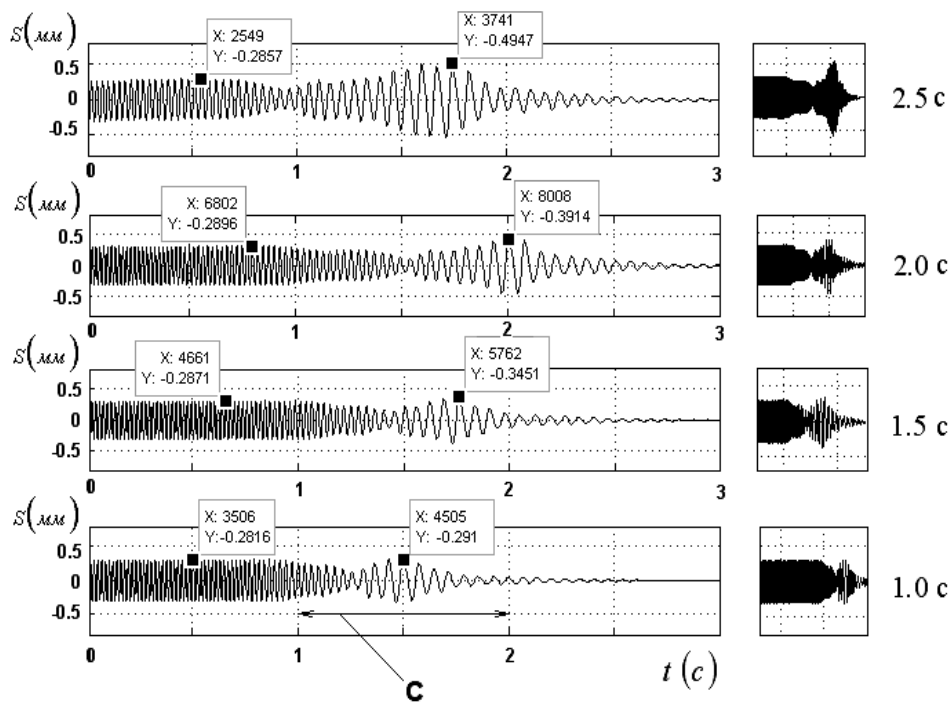 S(мм)
X: 2549
Y: -0.2857
X: 3741
Y: -0.4947
0.5
0
-0.5
0 1 2 3
2.5 с
S(мм)
X: 6802
Y: -0.2896
X: 8008
Y: -0.3914
0.5
0
-0.5
0 1 2 3
2.0 с
S(мм)
X: 4661
Y: -0.2871
X: 5762
Y: -0.3451
0.5
0
-0.5
0 1 2 3
1.5 с
S(мм)
X: 3506
Y: -0.2816
X: 4505
Y: -0.291
0.5
0
-0.5
0 1 2
1.0 с
t (c)
C